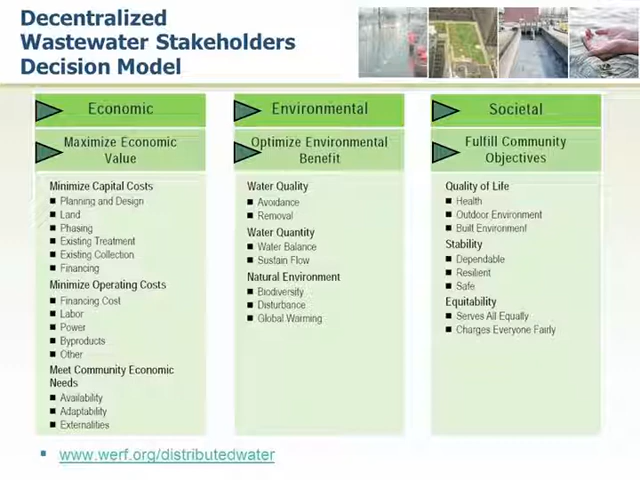 Decentralized
Wastewater Stakeholders
Decision Model
Economic
Maximize Economic
Value
Minimize Capital Costs
Planning and Design
Land
Phasing
Existing Treatment
Existing Collection
Financing
Minimize Operating Costs
Financing Cost
Labor
Power
Byproducts
Other
Meet Community Economic
Needs
Availability
Adaptability
Externalities
Environmental
Optimize Environmental
Benefit
Water Quality
Avoidance
Removal
Water Quantity
Water Balance
Sustain Flow
Natural Environment
Biodiversity
Disturbance
Global Warming
Societal
Fulfill Community
Objectives
Quality of Life
Health
Outdoor Environment
Built Environment
Stability
Dependable
Resilient
Safe
Equitability
Serves All Equally
Charges Everyone Fairly
www.werf.org/distributedwater